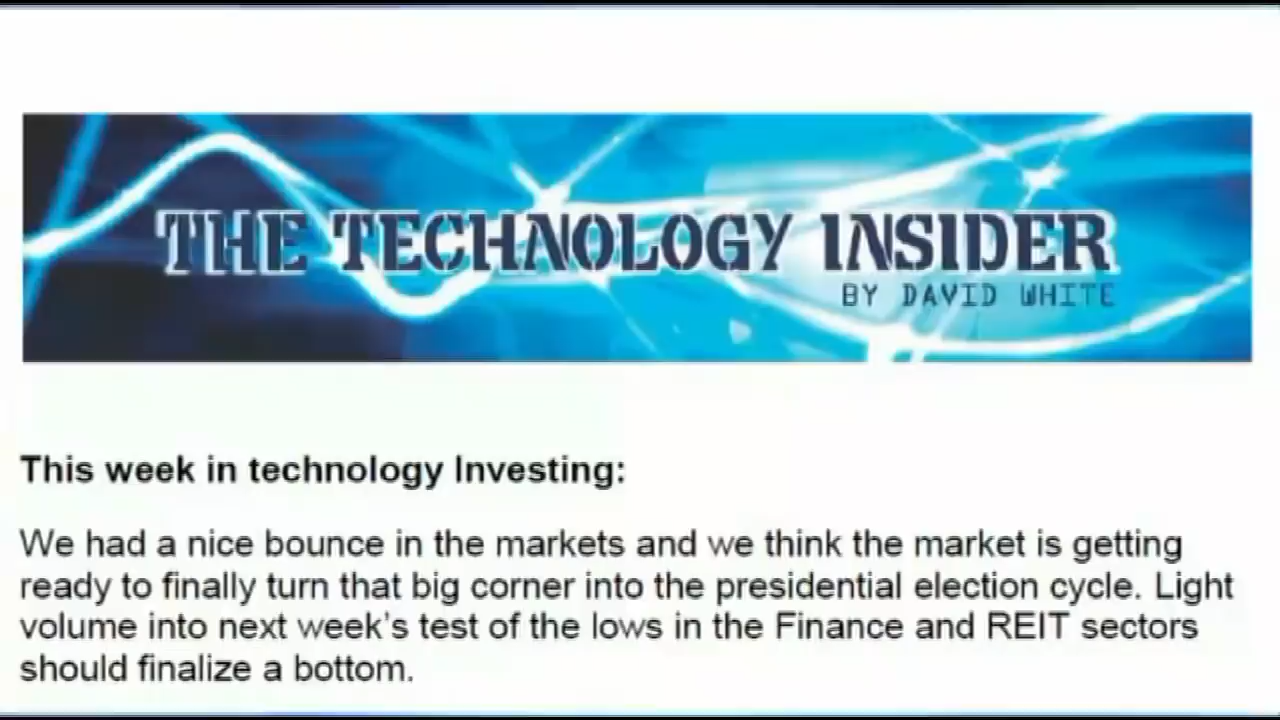 THE TECHNOLOGY INSIDER
BY DAVID WHITE
This week in technology Investing:
We had a nice bounce in the markets and we think the market is getting
ready to finally turn that big corner into the presidential election cycle. Light
volume into next week's test of the lows in the Finance and REIT sectors
should finalize a bottom.